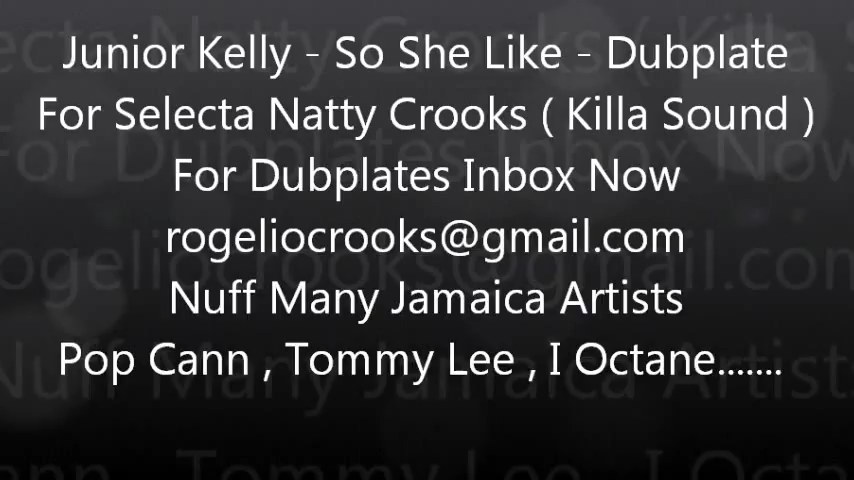 Junior Kelly - So She Like - Dubplate
For Selecta Natty Crooks ( Killa Sound )
For Dubplates Inbox Now
rogeliocrooks@gmail.com
Nuff Many Jamaica Artists
Pop Cann , Tommy Lee , I Octane.......